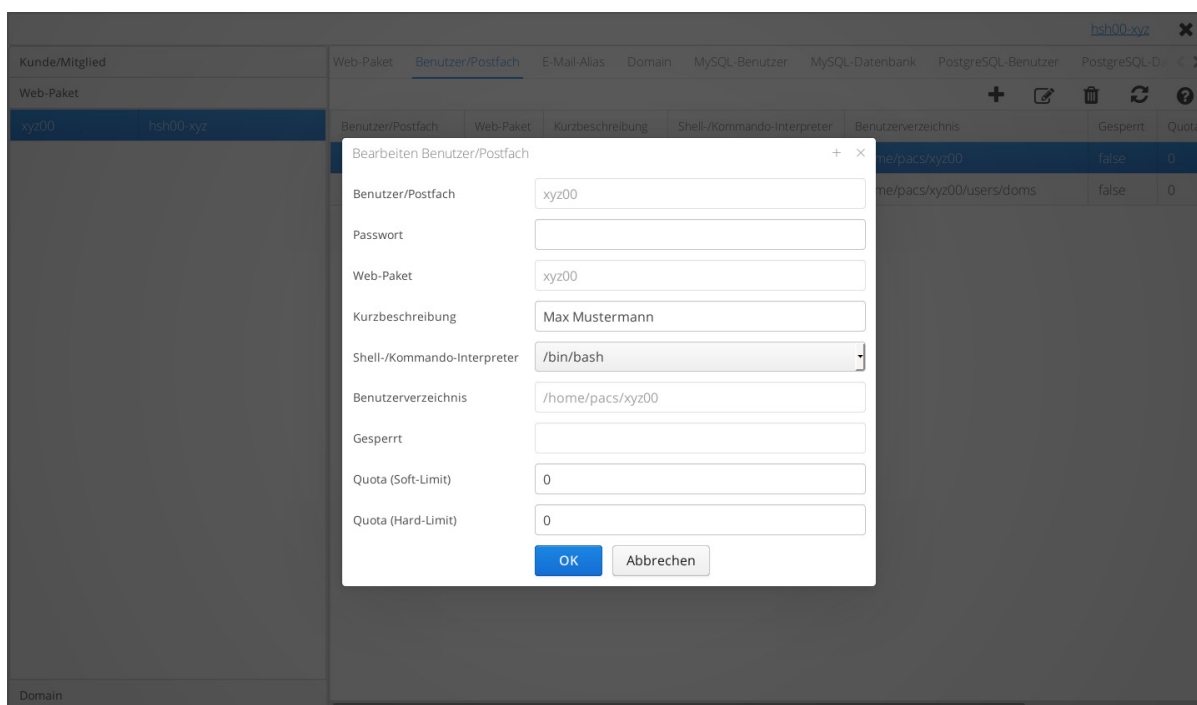 hsh00-xyz
Kunde/Mitglied
Web-Paket Benutzer/Postfach E-Mail-Alias Domain MySQL-Benutzer MySQL-Datenbank PostgreSQL-Benutzer PostgreSQL-Da
Web-Paket
xyz00 hsh00-xyz
Benutzer/Postfach Web-Paket Kurzbeschreibung Shell-/Kommando-Interpreter Benutzerverzeichnis Gesperrt Quota
me/pacs/xyz00 false 0
me/pacs/xyz00/users/doms false 0
Bearbeiten Benutzer/Postfach
Benutzer/Postfach xyz00
Passwort
Web-Paket xyz00
Kurzbeschreibung Max Mustermann
Shell-/Kommando-Interpreter /bin/bash
Benutzerverzeichnis /home/pacs/xyz00
Gesperrt
Quota (Soft-Limit) 0
Quota (Hard-Limit) 0
OK Abbrechen
Domain